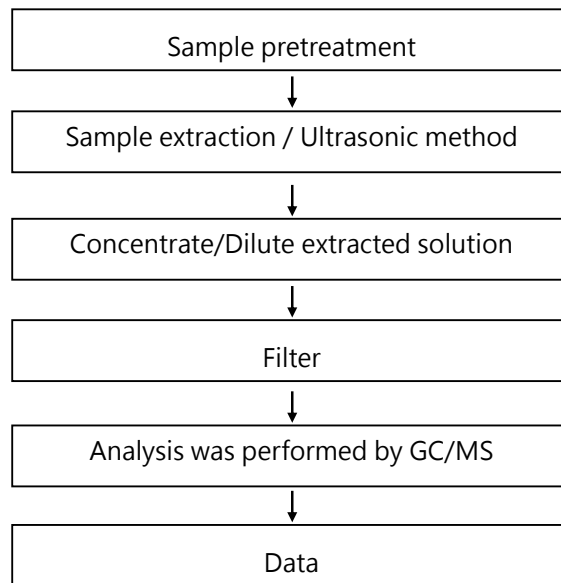 Sample pretreatment
Sample extraction / Ultrasonic method
Concentrate/Dilute extracted solution
Filter
Analysis was performed by GC/MS
Data